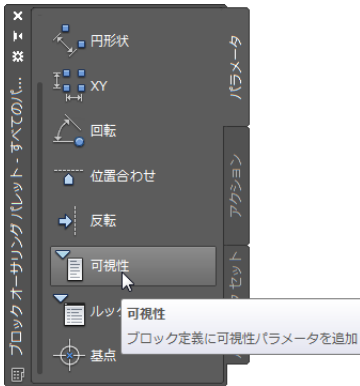 円形状
XY
回転
位置合わせ
反転
可視性
ルック
基点
可視性
ブロック定義に可視性パラメータを追加
パラメータ
アクション
セット
ブロック オーサリング パレット - すべてのパ...